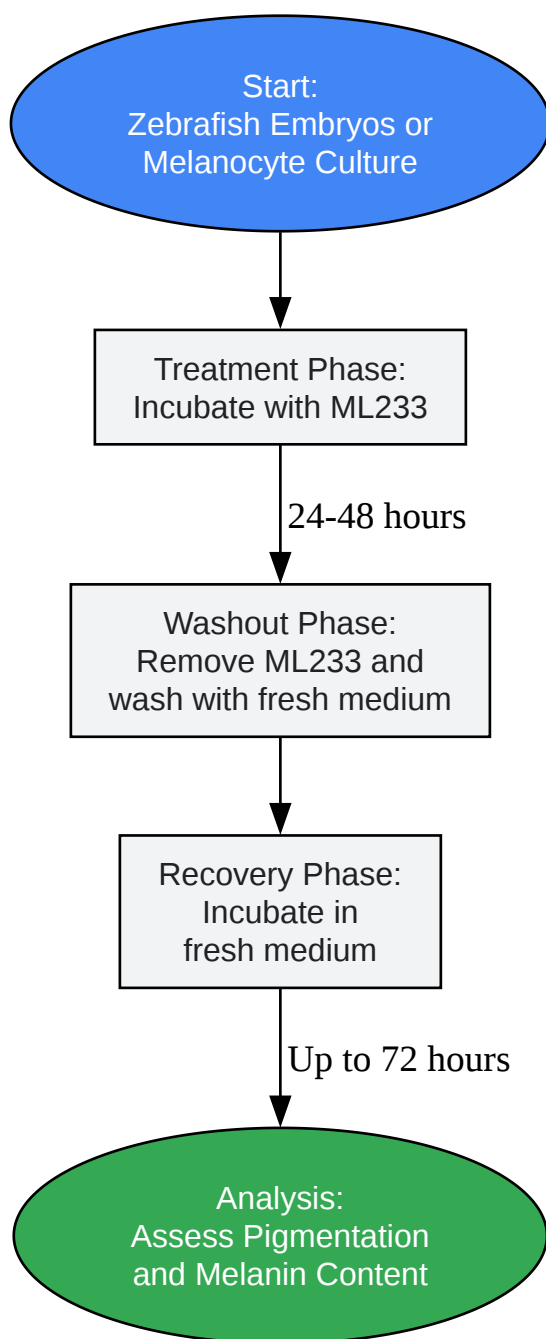 Start:
Zebrafish Embryos or
Melanocyte Culture
Treatment Phase:
Incubate with ML233
24-48 hours
Washout Phase:
Remove ML233 and
wash with fresh medium
Recovery Phase:
Incubate in
fresh medium
Up to 72 hours
Analysis:
Assess Pigmentation
and Melanin Content